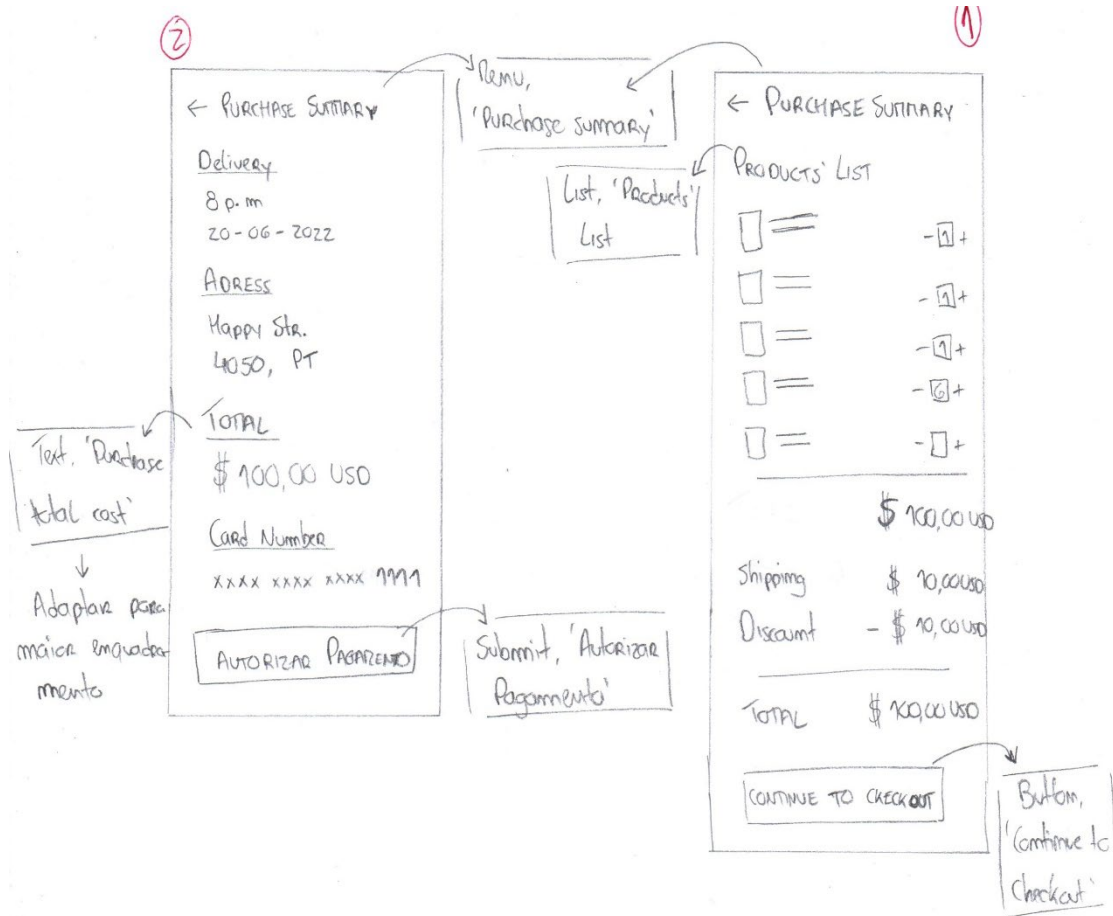 2
← PURCHASE SUMMARY
Delivery
8 p.m
20-06-2022
ADRESS
Happy Str.
4050, PT
TOTAL
$ 100,00 USD
Card Number
xxxx xxxx xxxx 1111
AUTORIZAR PAGAMENTO
Text, 'Purchase
total cost'
Adaptar para
maior enquadra
mento
Submit, 'Autorizar
Pagamento'
Menu,
'Purchase summary'
List, 'Products'
List
1
← PURCHASE SUMMARY
PRODUCTS' LIST
- 1 +
- 1 +
- 1 +
- 6 +
- +
$ 100,00 USD
Shipping $ 10,00 USD
Discount - $ 10,00 USD
TOTAL $ 100,00 USD
CONTINUE TO CHECKOUT
Button,
'Continue to
Checkout'